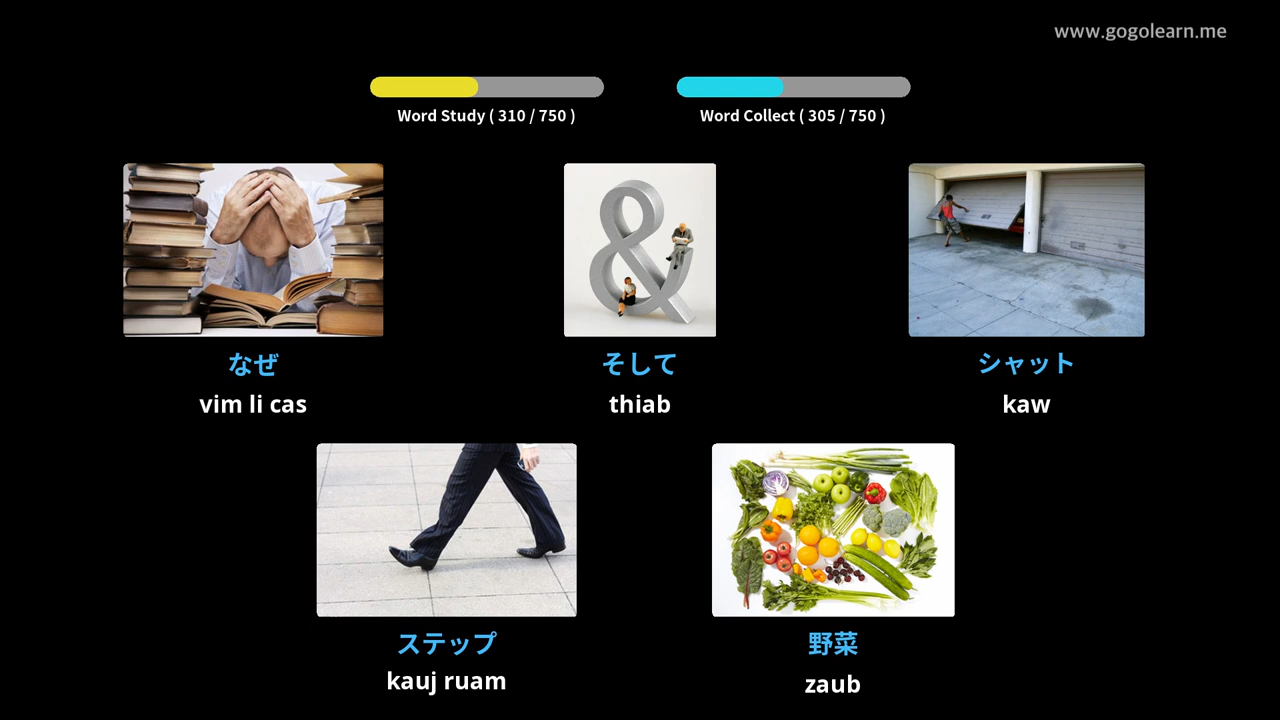 www.gogolearn.me
Word Study ( 310 / 750 )
Word Collect ( 305 / 750 )
なぜ
vim li cas
そして
thiab
シャット
kaw
ステップ
kauj ruam
野菜
zaub